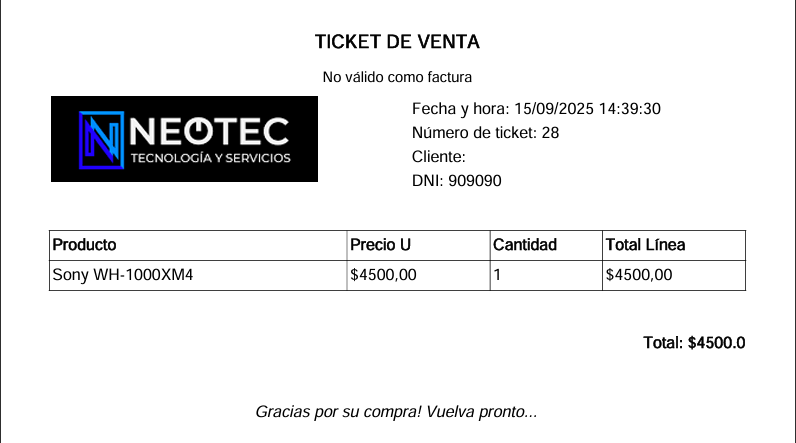 TICKET DE VENTA
No válido como factura
NEOTEC
TECNOLOGÍA Y SERVICIOS
Fecha y hora: 15/09/2025 14:39:30
Número de ticket: 28
Cliente:
DNI: 909090
Producto Precio U Cantidad Total Línea
Sony WH-1000XM4 $4500,00 1 $4500,00
Total: $4500.0
Gracias por su compra! Vuelva pronto...